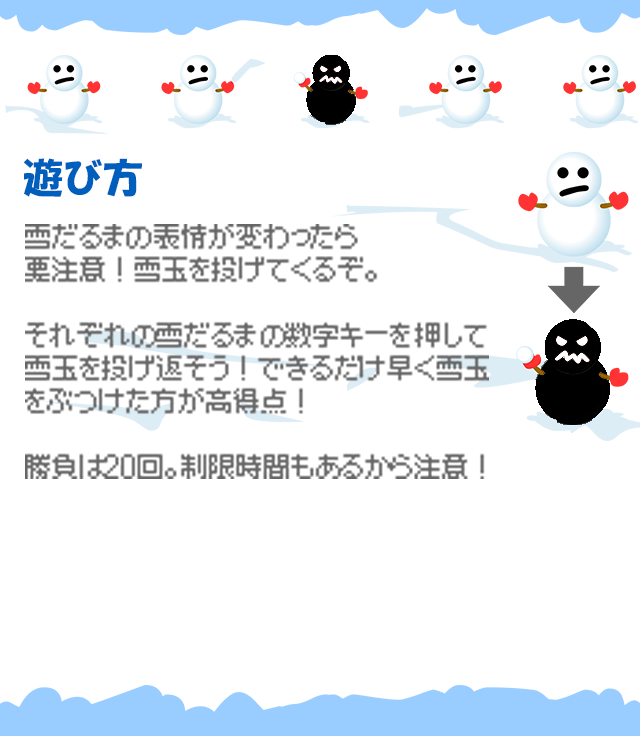 遊び方
雪だるまの表情が変わったら
要注意！雪玉を投げてくるぞ。
それぞれの雪だるまの数字キーを押して
雪玉を投げ返そう！できるだけ早く雪玉
をぶつけた方が高得点！
勝負は20回。制限時間もあるから注意！